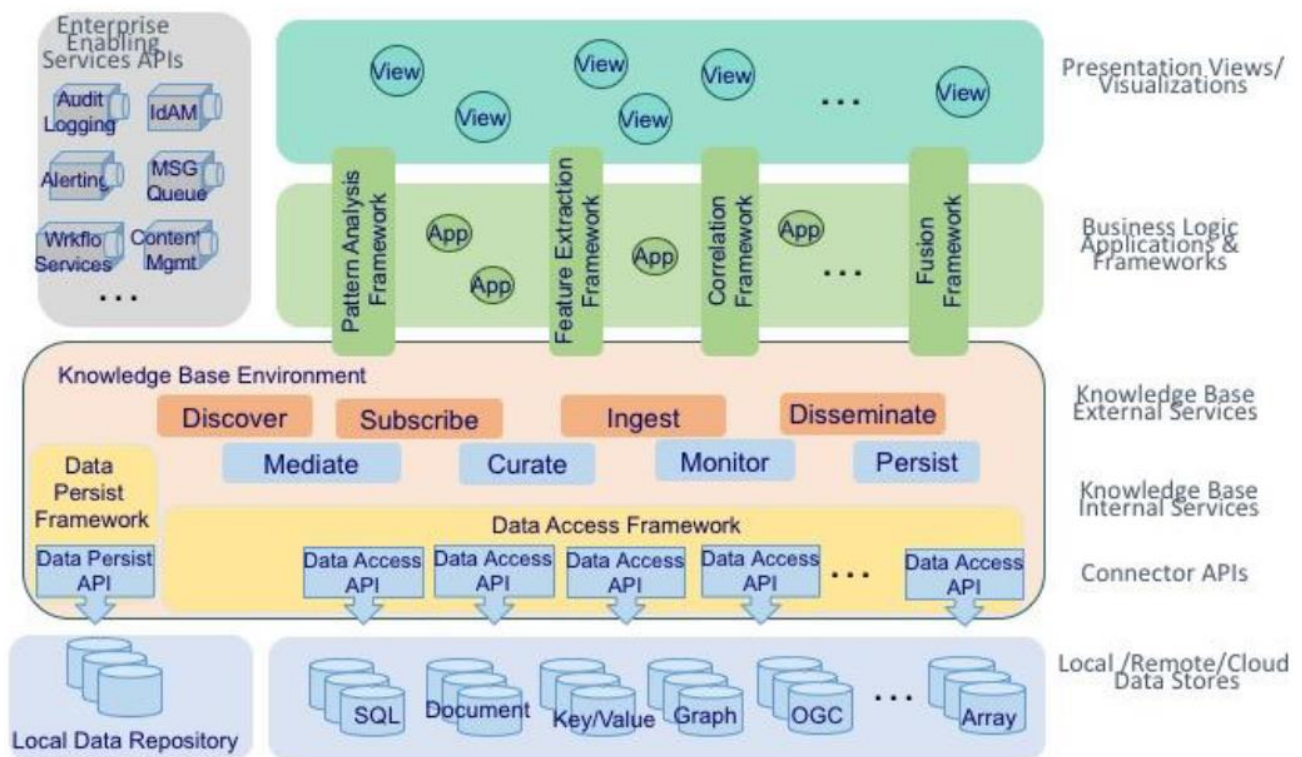 Enterprise
Enabling
Services APIs
Audit
Logging
IdAM
Alerting
MSG
Queue
Wrkflo
Services
Content
Mgmt
...
View
View
View
View
View
...
View
Presentation Views/
Visualizations
Pattern Analysis
Framework
Feature Extraction
Framework
Correlation
Framework
Fusion
Framework
App
App
App
App
...
Business Logic
Applications &
Frameworks
Knowledge Base Environment
Discover
Subscribe
Ingest
Disseminate
Knowledge Base
External Services
Mediate
Curate
Monitor
Persist
Knowledge Base
Internal Services
Data
Persist
Framework
Data Access Framework
Data Persist
API
Data Access
API
Data Access
API
Data Access
API
Data Access
API
...
Data Access
API
Connector APIs
Local Data Repository
SQL
Document
Key/Value
Graph
OGC
...
Array
Local /Remote/Cloud
Data Stores